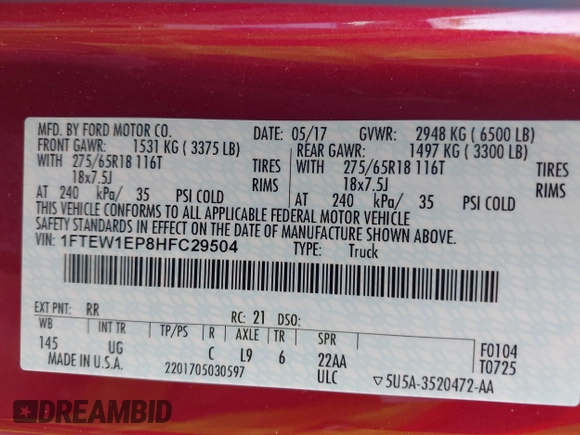 MFD. BY FORD MOTOR CO. DATE: 05/17 GVWR: 2948 KG (6500 LB)
FRONT GAWR: 1531 KG (3375 LB) REAR GAWR: 1497 KG (3300 LB)
WITH 275/65R18 116T TIRES WITH 275/65R18 116T TIRES
18x7.5J RIMS 18x7.5J RIMS
AT 240 kPa/ 35 PSI COLD AT 240 kPa/ 35 PSI COLD
THIS VEHICLE CONFORMS TO ALL APPLICABLE FEDERAL MOTOR VEHICLE
SAFETY STANDARDS IN EFFECT ON THE DATE OF MANUFACTURE SHOWN ABOVE.
VIN: 1FTEW1EP8HFC29504 TYPE: Truck
EXT PNT: RR RC: 21 DSO:
WB INT TR TP/PS R AXLE TR SPR F0104
145 UG C L9 6 22AA T0725
MADE IN U.S.A. 2201705030597 ULC ▽5U5A-3520472-AA
DREAMBID